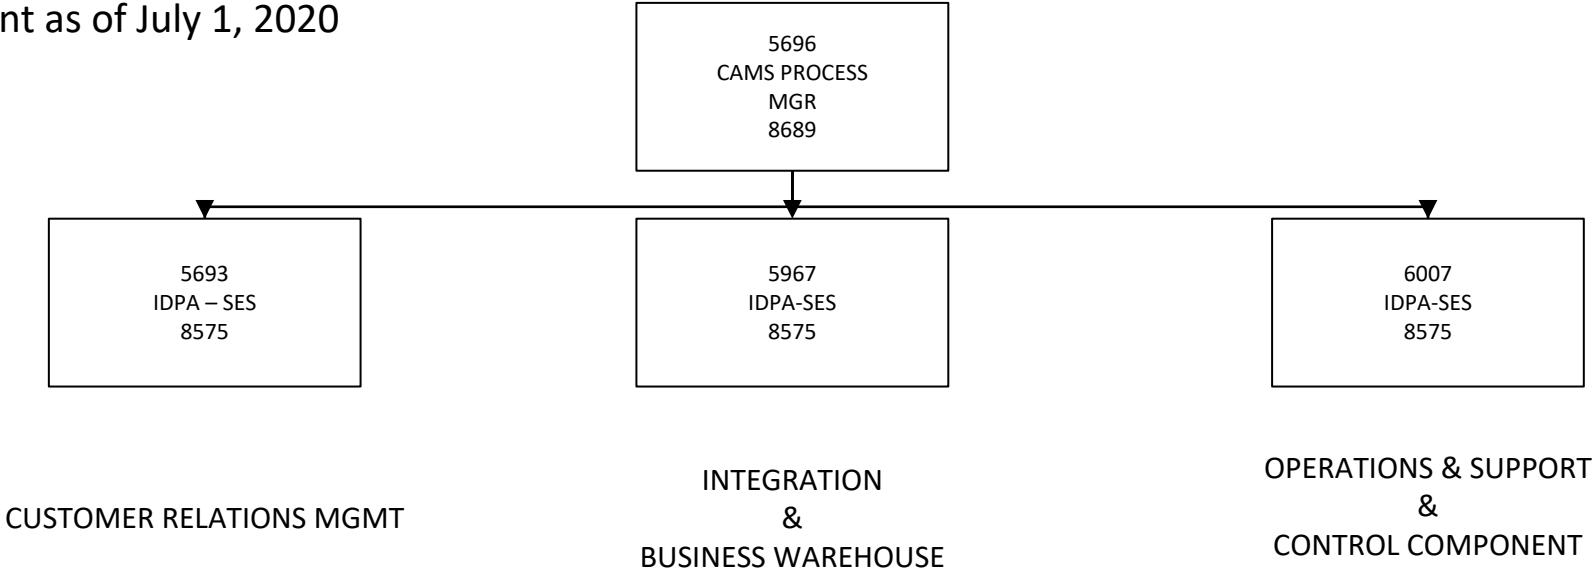 nt as of July 1, 2020
5696
CAMS PROCESS
MGR
8689
5693
IDPA – SES
8575
5967
IDPA-SES
8575
6007
IDPA-SES
8575
CUSTOMER RELATIONS MGMT
INTEGRATION
&
BUSINESS WAREHOUSE
OPERATIONS & SUPPORT
&
CONTROL COMPONENT